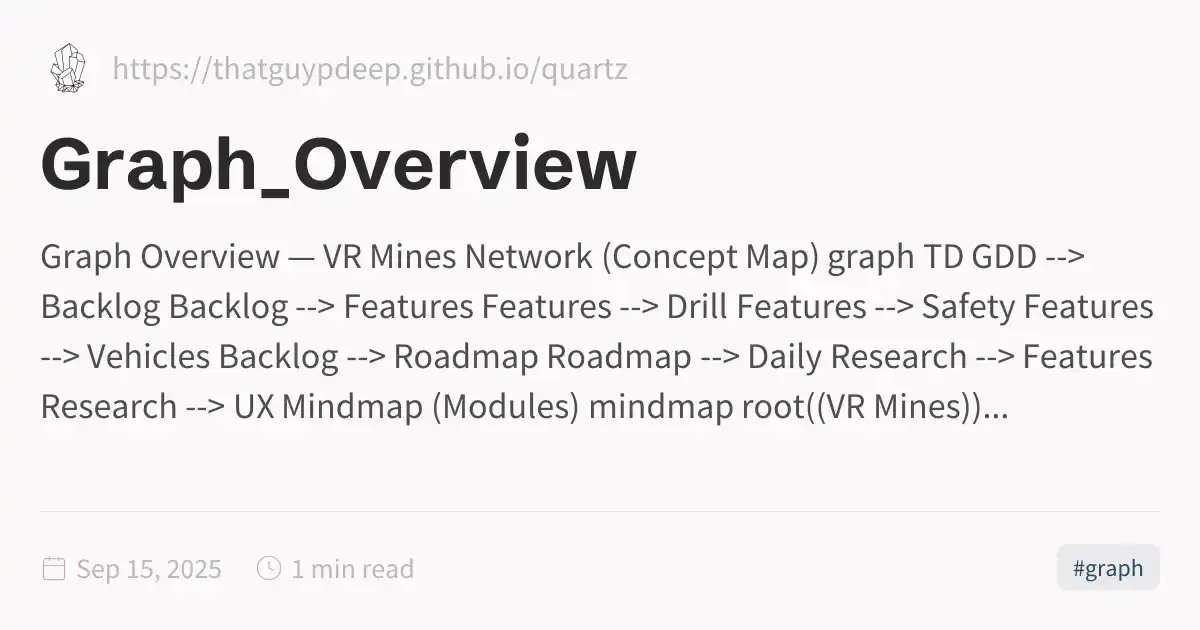 https://thatguypdeep.github.io/quartz
Graph_Overview
Graph Overview — VR Mines Network (Concept Map) graph TD GDD -->
Backlog Backlog --> Features Features --> Drill Features --> Safety Features
--> Vehicles Backlog --> Roadmap Roadmap --> Daily Research --> Features
Research --> UX Mindmap (Modules) mindmap root((VR Mines))...
Sep 15, 2025 1 min read #graph